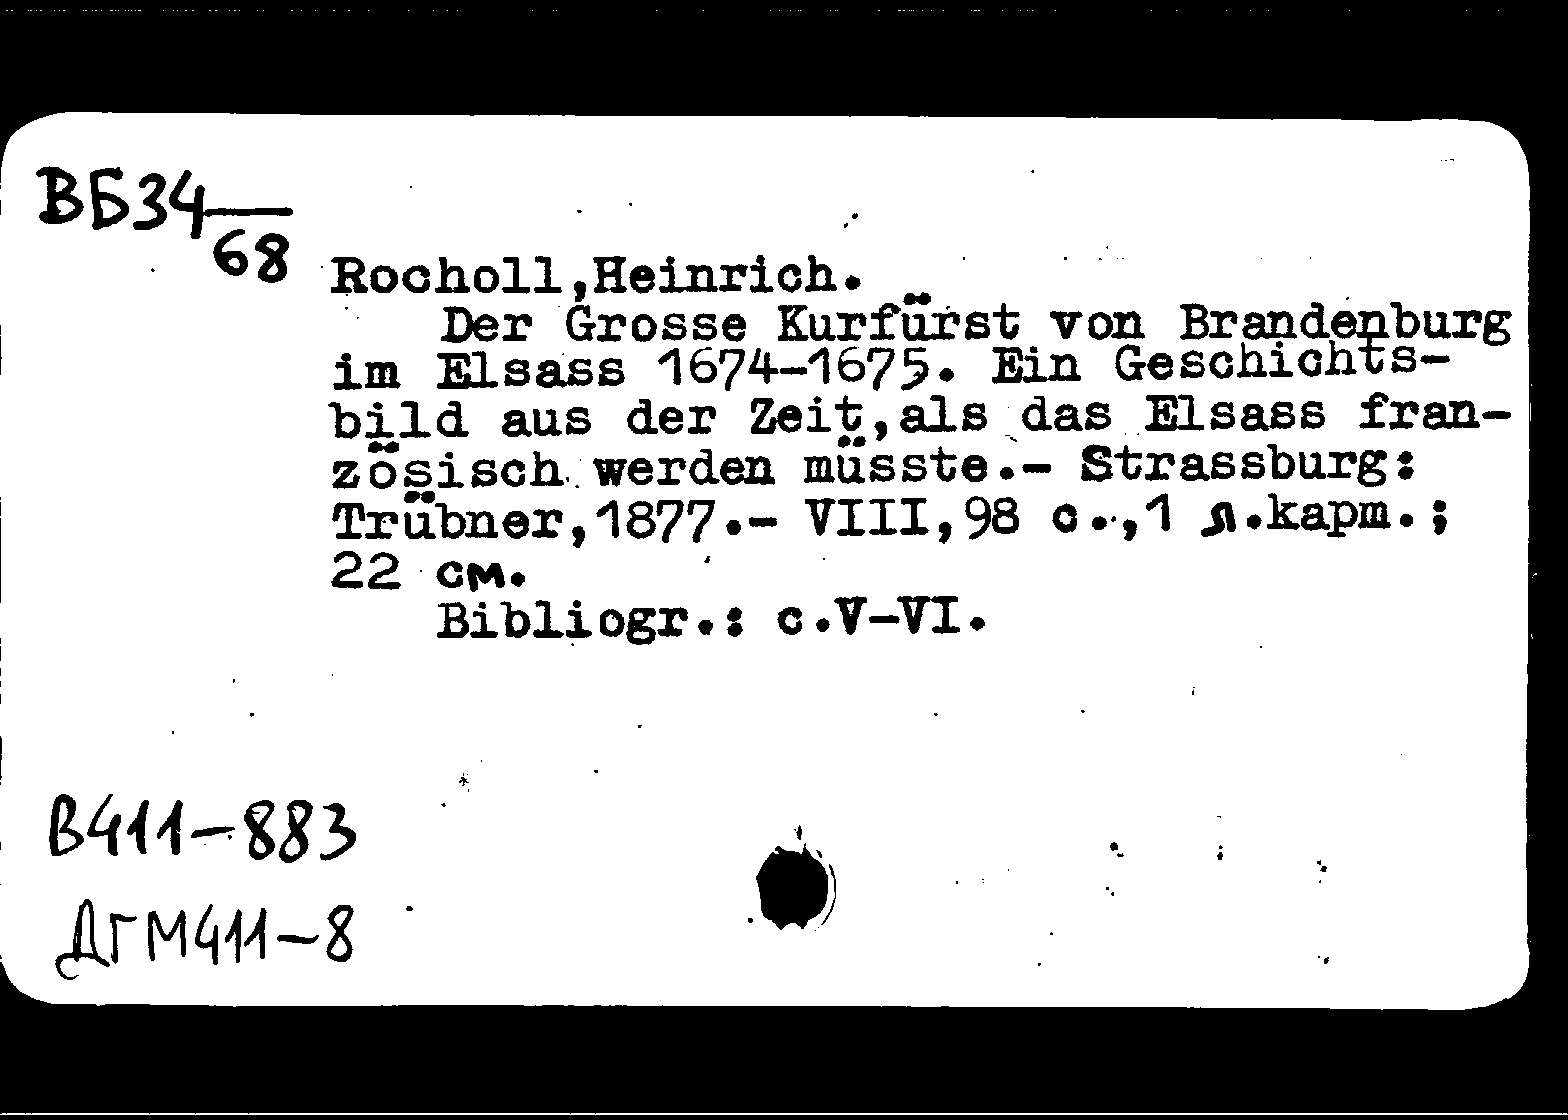 ВБ34
68
Rocholl,Heinrich.
Der Grosse Kurfürst von Brandenburg
im Elsass 1674-1675. Ein Geschichts-
bild aus der Zeit,als das Elsass fran-
zösisch werden müsste.- Strassburg:
Trübner,1877.- VIII,98 с.,1 л.карт.;
22 см.
Bibliogr.: c.V-VI.
В411-883
ДГМ411-8